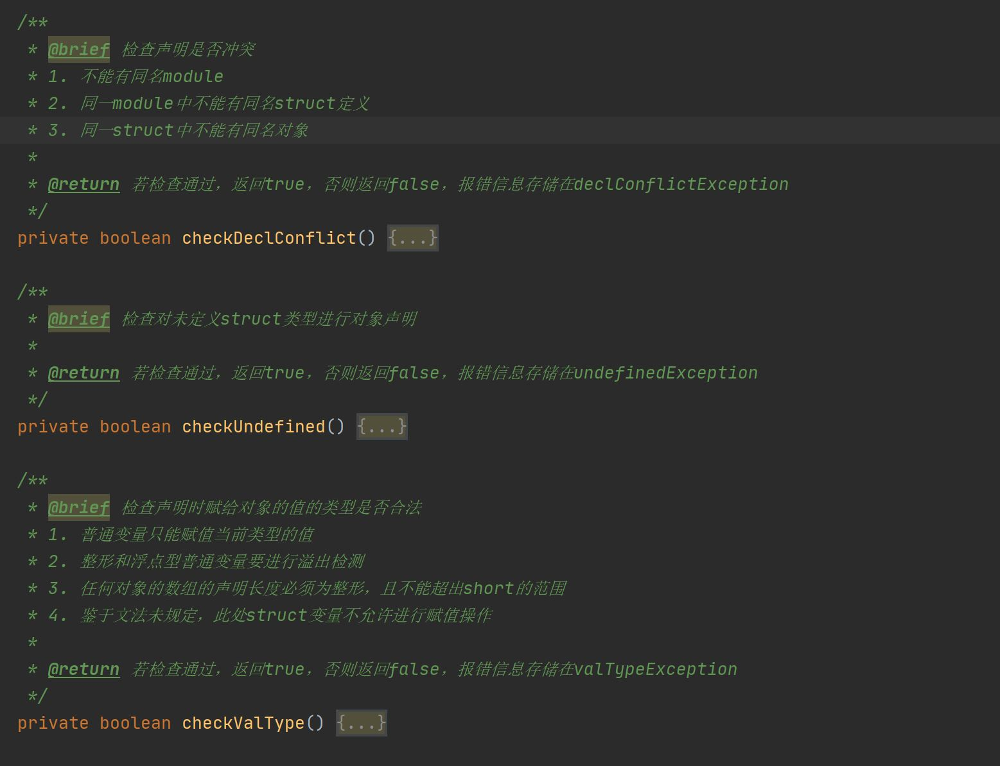 /**
 * @brief 检查声明是否冲突
 * 1. 不能有同名module
 * 2. 同一module中不能有同名struct定义
 * 3. 同一struct中不能有同名对象
 *
 * @return 若检查通过，返回true，否则返回false，报错信息存储在declConflictException
 */
private boolean checkDeclConflict() {...}
/**
 * @brief 检查对未定义struct类型进行对象声明
 *
 * @return 若检查通过，返回true，否则返回false，报错信息存储在undefinedException
 */
private boolean checkUndefined() {...}
/**
 * @brief 检查声明时赋给对象的值的类型是否合法
 * 1. 普通变量只能赋值当前类型的值
 * 2. 整形和浮点型普通变量要进行溢出检测
 * 3. 任何对象的数组的声明长度必须为整形，且不能超出short的范围
 * 4. 鉴于文法未规定，此处struct变量不允许进行赋值操作
 *
 * @return 若检查通过，返回true，否则返回false，报错信息存储在valTypeException
 */
private boolean checkValType() {...}